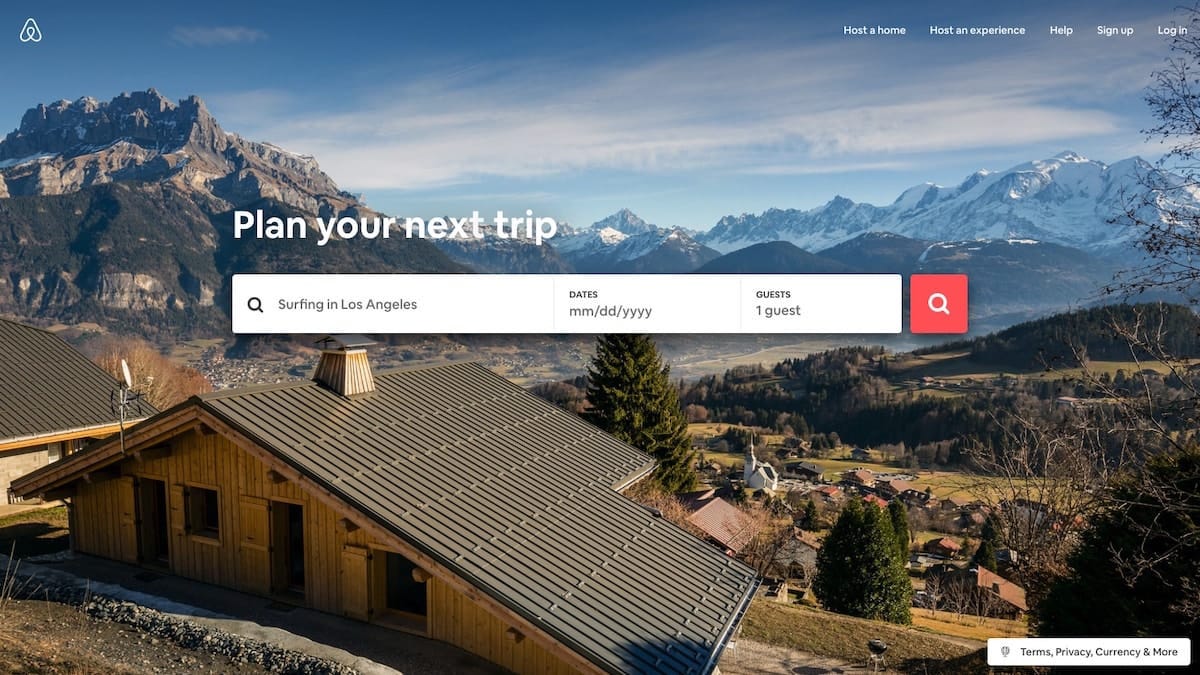 Host a home
Host an experience
Help
Sign up
Log in
Plan your next trip
Surfing in Los Angeles
DATES
mm/dd/yyyy
GUESTS
1 guest
Terms, Privacy, Currency & More